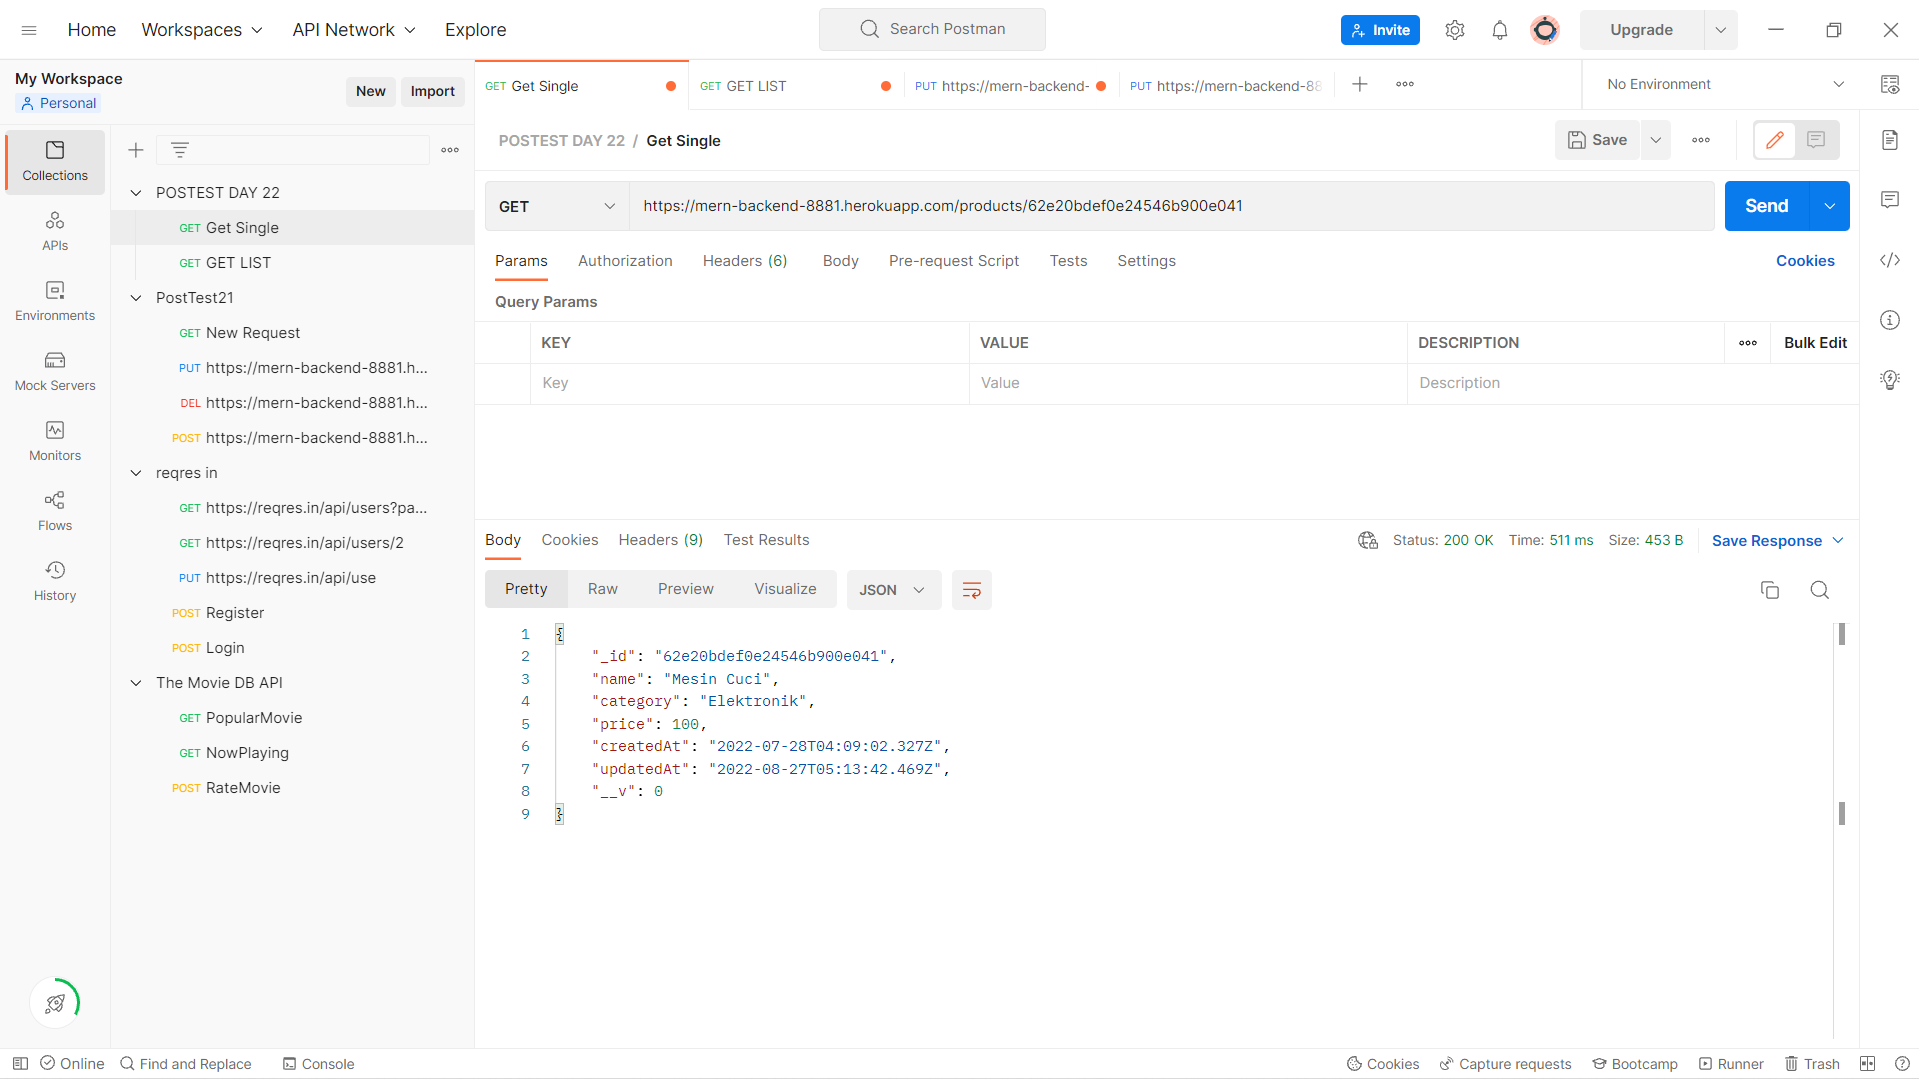 Home Workspaces API Network Explore Search Postman Invite Upgrade
My Workspace
Personal
New Import
GET Get Single GET GET LIST PUT https://mern-backend- PUT https://mern-backend-88 No Environment
POSTEST DAY 22 / Get Single Save
Collections
APIs
Environments
Mock Servers
Monitors
Flows
History
POSTEST DAY 22
GET Get Single
GET GET LIST
PostTest21
GET New Request
PUT https://mern-backend-8881.h...
DEL https://mern-backend-8881.h...
POST https://mern-backend-8881.h...
reqres in
GET https://reqres.in/api/users?pa...
GET https://reqres.in/api/users/2
PUT https://reqres.in/api/use
POST Register
POST Login
The Movie DB API
GET PopularMovie
GET NowPlaying
POST RateMovie
GET https://mern-backend-8881.herokuapp.com/products/62e20bdef0e24546b900e041 Send
Params Authorization Headers (6) Body Pre-request Script Tests Settings Cookies
Query Params
KEY VALUE DESCRIPTION Bulk Edit
Key Value Description
Body Cookies Headers (9) Test Results Status: 200 OK Time: 511 ms Size: 453 B Save Response
Pretty Raw Preview Visualize JSON
1 {
2 "_id": "62e20bdef0e24546b900e041",
3 "name": "Mesin Cuci",
4 "category": "Elektronik",
5 "price": 100,
6 "createdAt": "2022-07-28T04:09:02.327Z",
7 "updatedAt": "2022-08-27T05:13:42.469Z",
8 "__v": 0
9 }
Online Find and Replace Console Cookies Capture requests Bootcamp Runner Trash